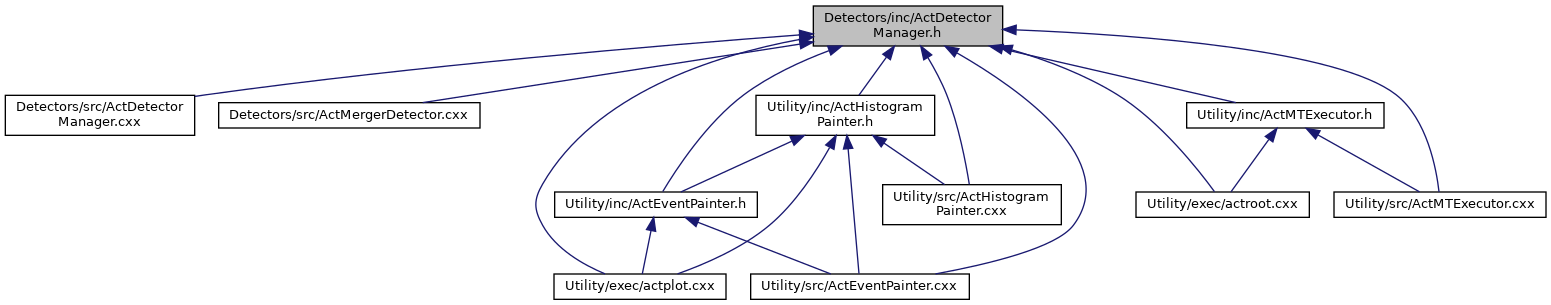 Detectors/inc/ActDetector
Manager.h
Detectors/src/ActDetector
Manager.cxx
Detectors/src/ActMergerDetector.cxx
Utility/inc/ActHistogram
Painter.h
Utility/inc/ActMTExecutor.h
Utility/inc/ActEventPainter.h
Utility/src/ActHistogram
Painter.cxx
Utility/exec/actroot.cxx
Utility/src/ActMTExecutor.cxx
Utility/exec/actplot.cxx
Utility/src/ActEventPainter.cxx